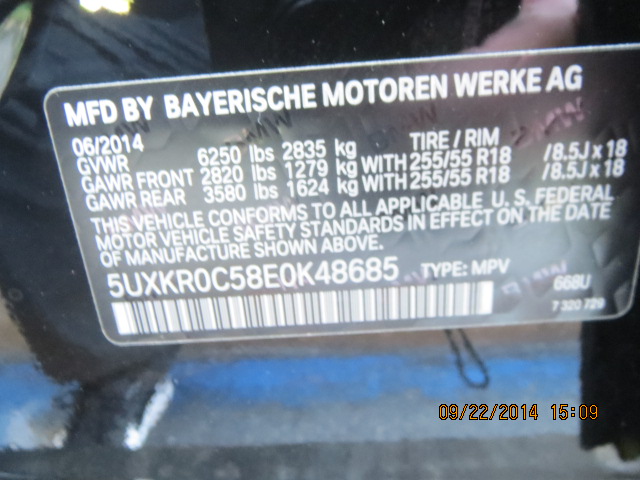 MFD BY BAYERISCHE MOTOREN WERKE AG
06/2014 TIRE / RIM
GVWR 6250 lbs 2835 kg
GAWR FRONT 2820 lbs 1279 kg WITH 255/55 R18 /8.5J x 18
GAWR REAR 3580 lbs 1624 kg WITH 255/55 R18 /8.5J x 18
THIS VEHICLE CONFORMS TO ALL APPLICABLE U.S. FEDERAL
MOTOR VEHICLE SAFETY STANDARDS IN EFFECT ON THE DATE
OF MANUFACTURE SHOWN ABOVE.
5UXKR0C58E0K48685 TYPE: MPV 668U
7 320 729
09/22/2014 15:09